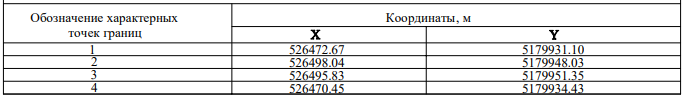 Обозначение характерных точек границ Координаты, м
X Y
1 526472.67 5179931.10
2 526498.04 5179948.03
3 526495.83 5179951.35
4 526470.45 5179934.43